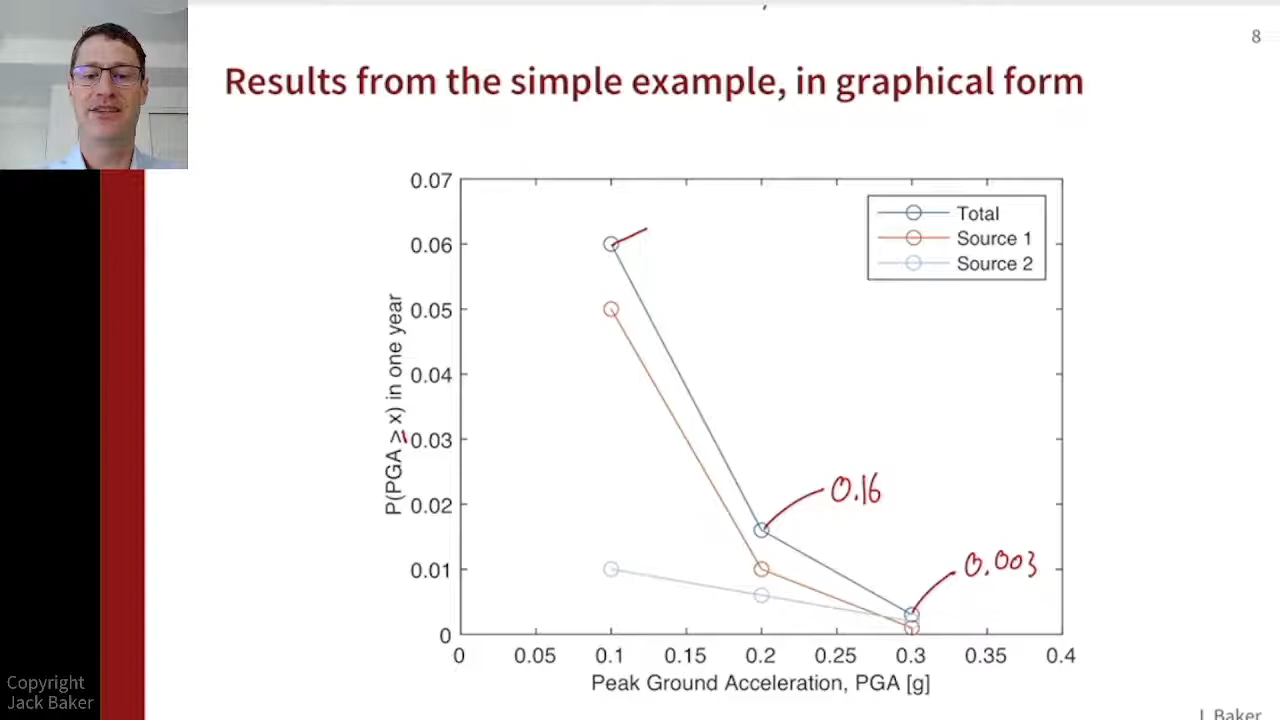 8
Results from the simple example, in graphical form
0.07
0.06
0.05
0.04
0.03
0.02
0.01
0
P(PGA ≥ x) in one year
Total
Source 1
Source 2
0.16
0.003
0 0.05 0.1 0.15 0.2 0.25 0.3 0.35 0.4
Peak Ground Acceleration, PGA [g]
Copyright
Jack Baker
J. Baker